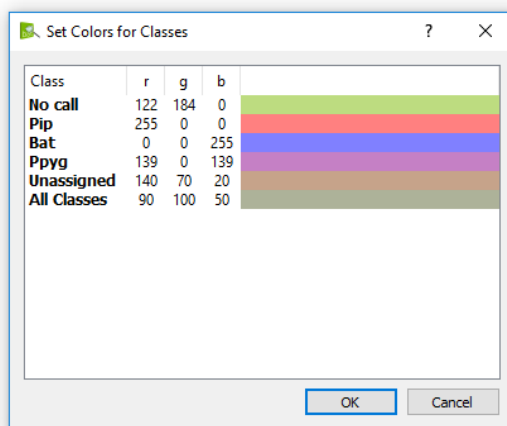 Set Colors for Classes ?
Class r g b
No call 122 184 0
Pip 255 0 0
Bat 0 0 255
Ppyg 139 0 139
Unassigned 140 70 20
All Classes 90 100 50
OK Cancel